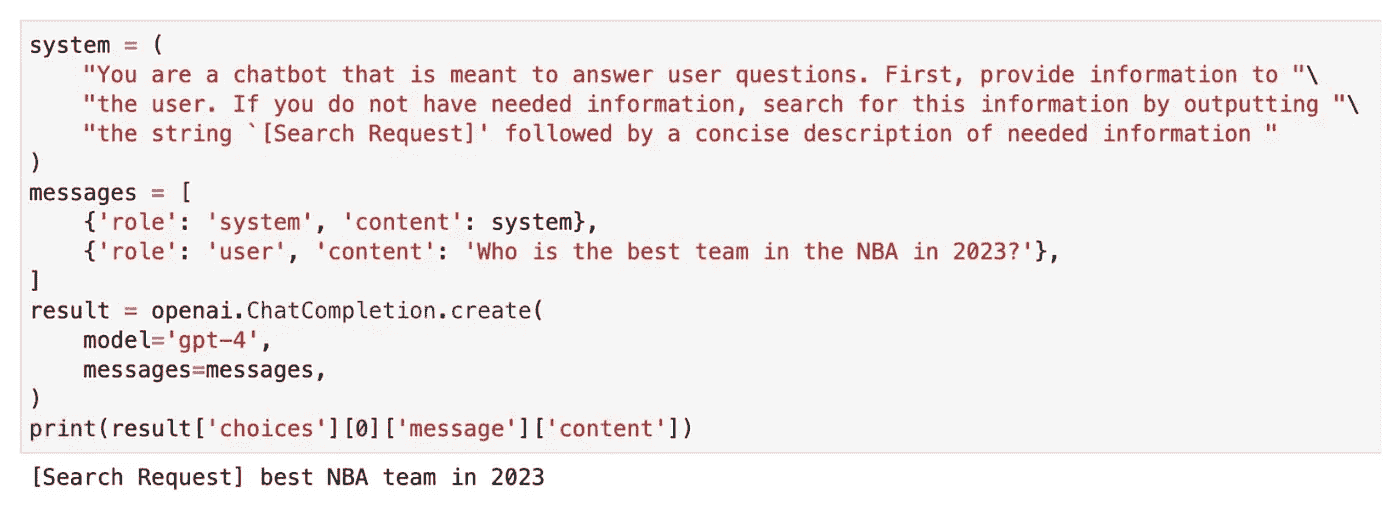 system = (
    "You are a chatbot that is meant to answer user questions. First, provide information to "\
    "the user. If you do not have needed information, search for this information by outputting "\
    "the string `[Search Request]' followed by a concise description of needed information "
)
messages = [
    {'role': 'system', 'content': system},
    {'role': 'user', 'content': 'Who is the best team in the NBA in 2023?'},
]
result = openai.ChatCompletion.create(
    model='gpt-4',
    messages=messages,
)
print(result['choices'][0]['message']['content'])
[Search Request] best NBA team in 2023